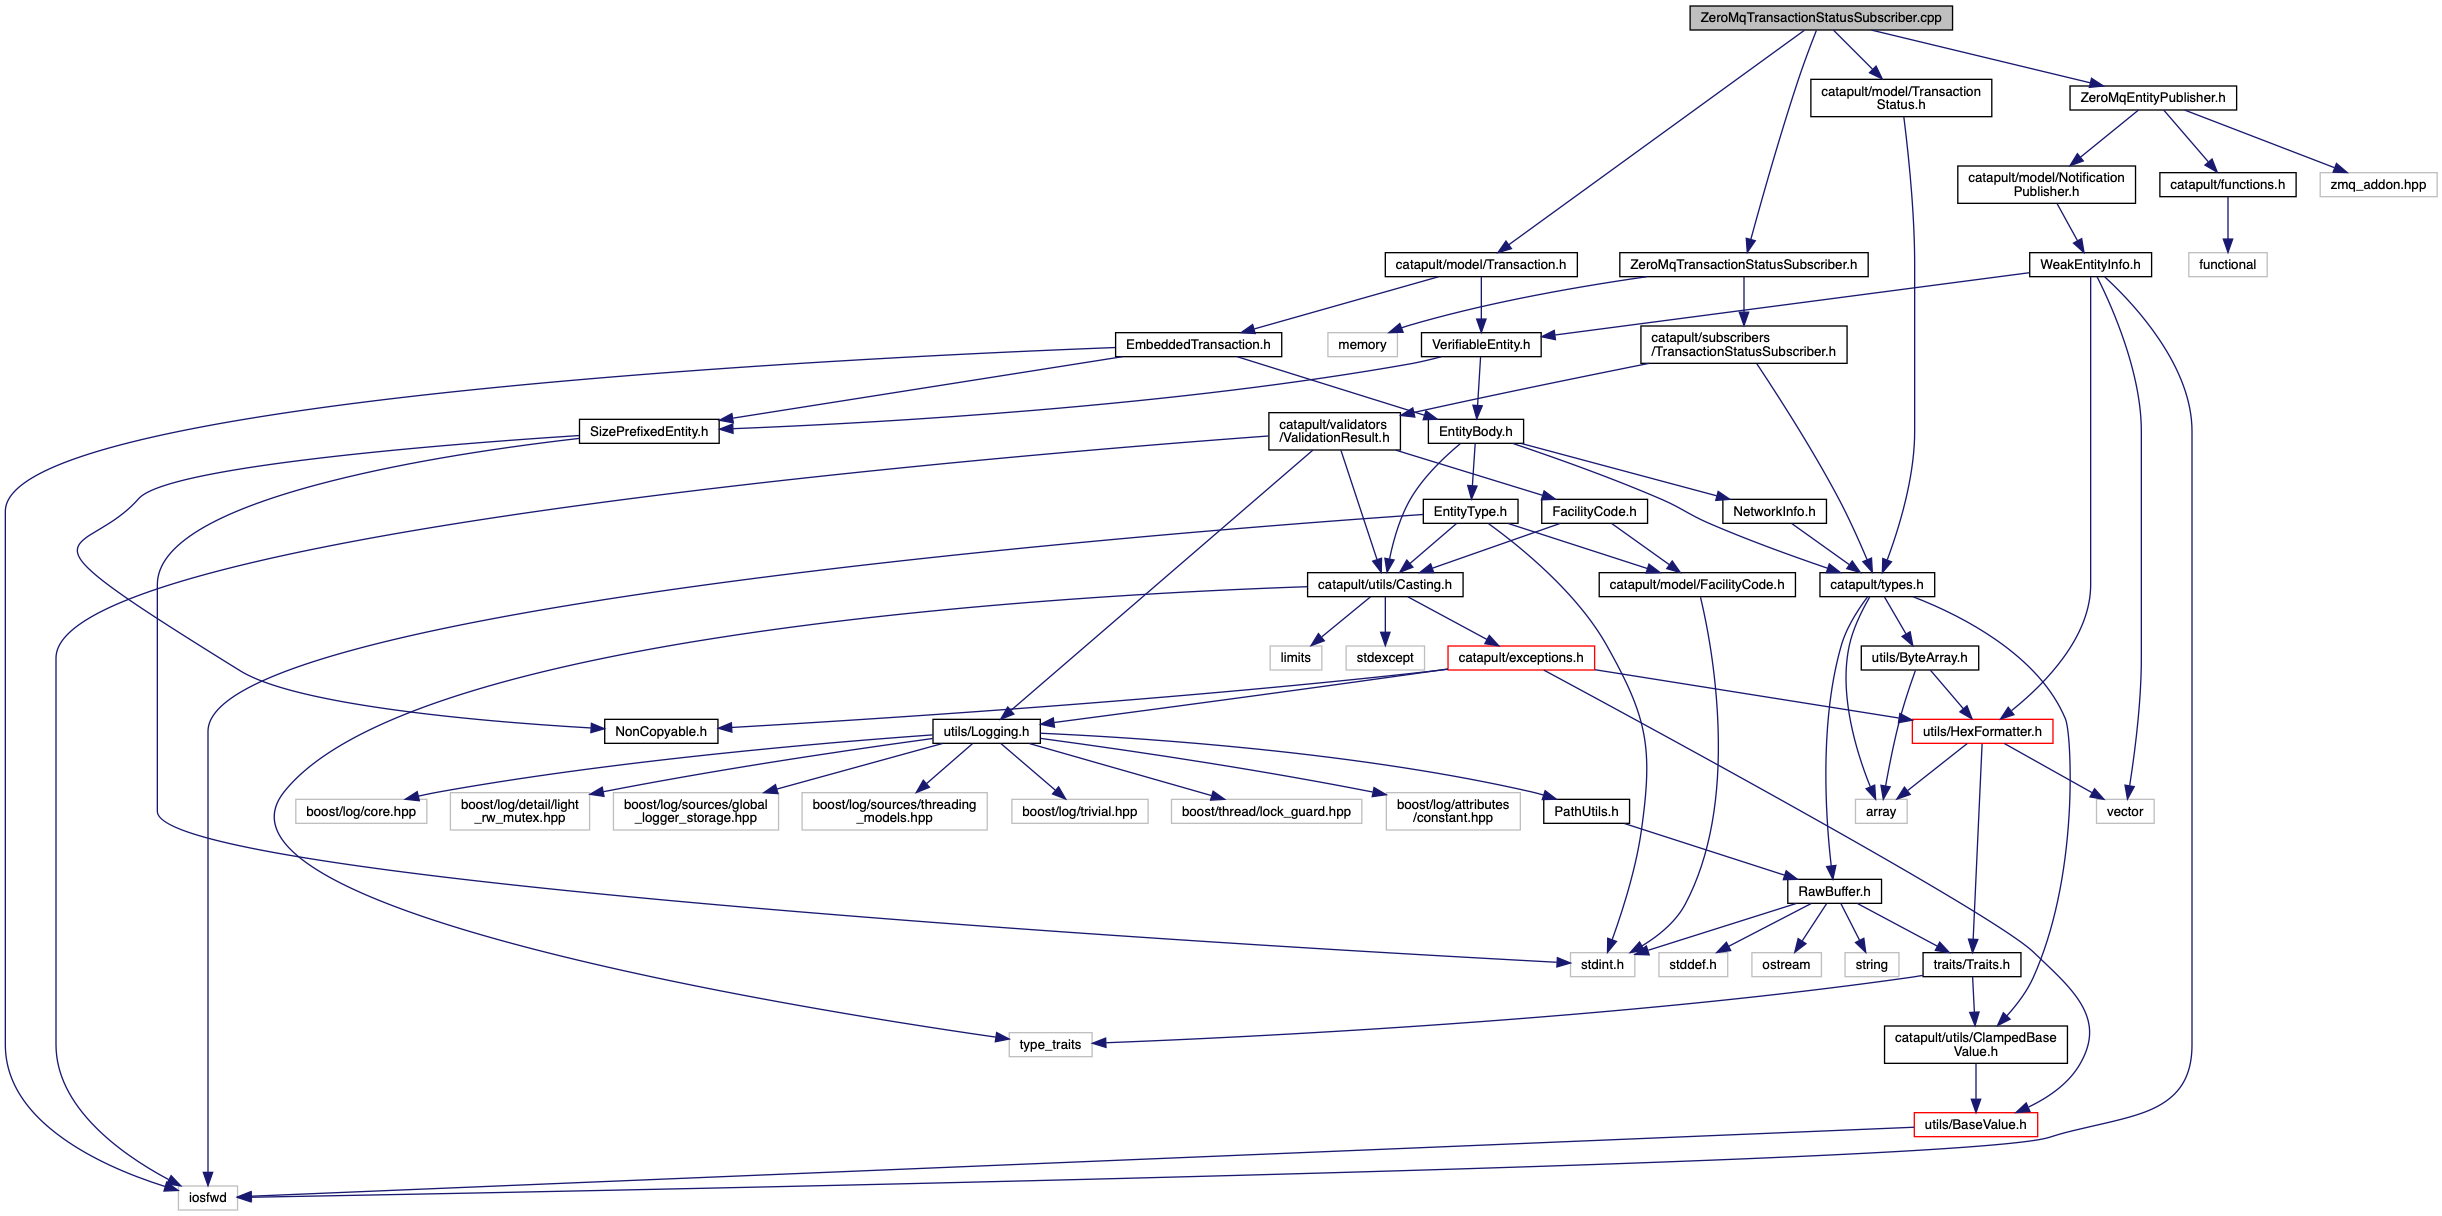 ZeroMqTransactionStatusSubscriber.cpp
catapult/model/Transaction
Status.h
ZeroMqEntityPublisher.h
catapult/model/Notification
Publisher.h
catapult/functions.h
zmq_addon.hpp
catapult/model/Transaction.h
ZeroMqTransactionStatusSubscriber.h
WeakEntityInfo.h
functional
EmbeddedTransaction.h
memory
VerifiableEntity.h
catapult/subscribers
/TransactionStatusSubscriber.h
SizePrefixedEntity.h
catapult/validators
/ValidationResult.h
EntityBody.h
EntityType.h
FacilityCode.h
NetworkInfo.h
catapult/utils/Casting.h
catapult/model/FacilityCode.h
catapult/types.h
limits
stdexcept
catapult/exceptions.h
utils/ByteArray.h
NonCopyable.h
utils/Logging.h
utils/HexFormatter.h
boost/log/core.hpp
boost/log/detail/light
_rw_mutex.hpp
boost/log/sources/global
_logger_storage.hpp
boost/log/sources/threading
_models.hpp
boost/log/trivial.hpp
boost/thread/lock_guard.hpp
boost/log/attributes
/constant.hpp
PathUtils.h
array
vector
RawBuffer.h
stdint.h
stddef.h
ostream
string
traits/Traits.h
type_traits
catapult/utils/ClampedBase
Value.h
utils/BaseValue.h
iosfwd